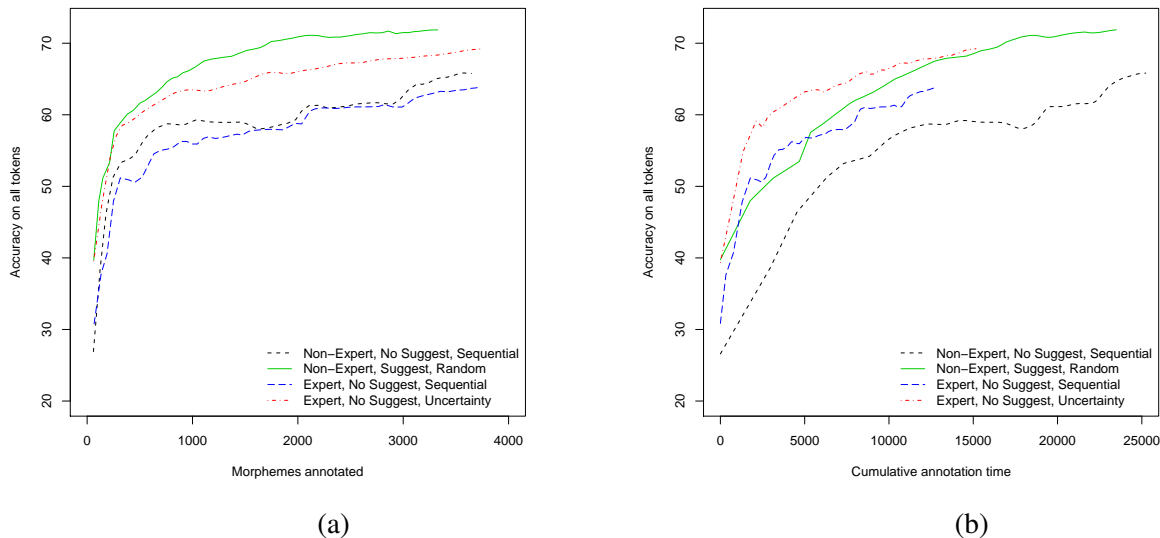 Accuracy on all tokens
70
60
50
40
30
20
Non-Expert, No Suggest, Sequential
Non-Expert, Suggest, Random
Expert, No Suggest, Sequential
Expert, No Suggest, Uncertainty
0 1000 2000 3000 4000
Morphemes annotated
(a)
Accuracy on all tokens
70
60
50
40
30
20
Non-Expert, No Suggest, Sequential
Non-Expert, Suggest, Random
Expert, No Suggest, Sequential
Expert, No Suggest, Uncertainty
0 5000 10000 15000 20000 25000
Cumulative annotation time
(b)